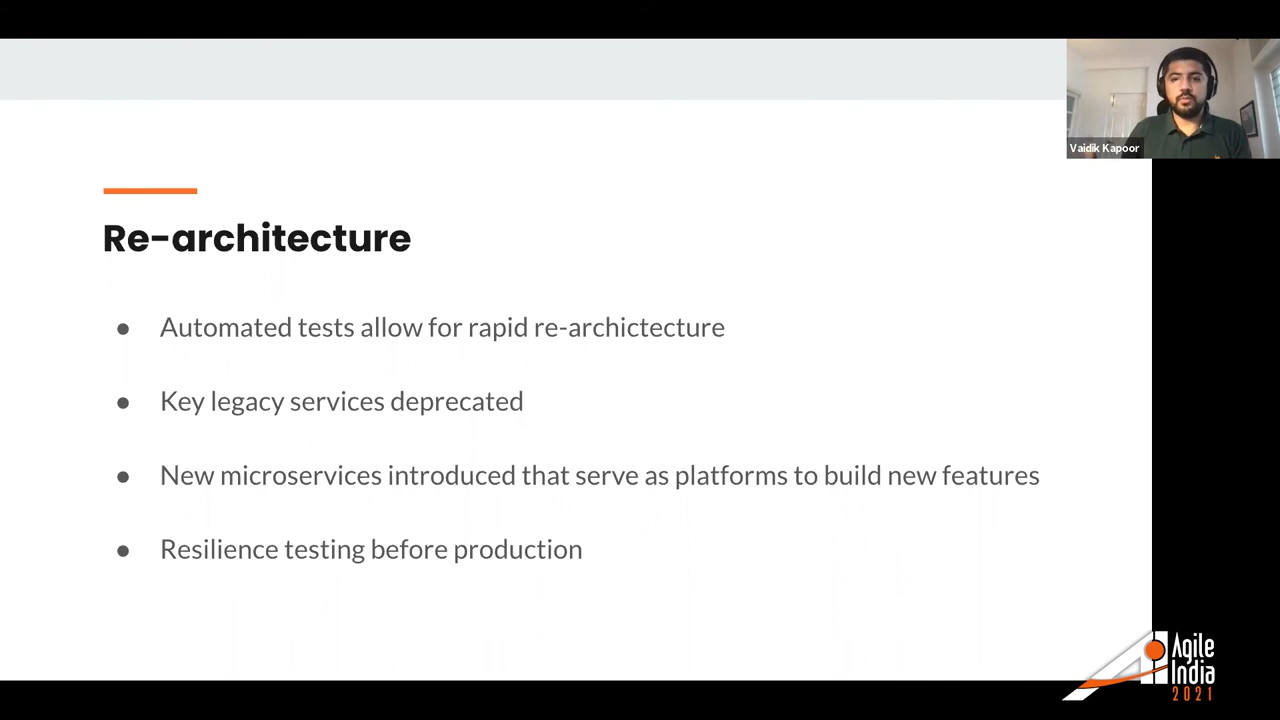 Vaidik Kapoor
Re-architecture
● Automated tests allow for rapid re-archictecture
● Key legacy services deprecated
● New microservices introduced that serve as platforms to build new features
● Resilience testing before production
Agile
India
2021